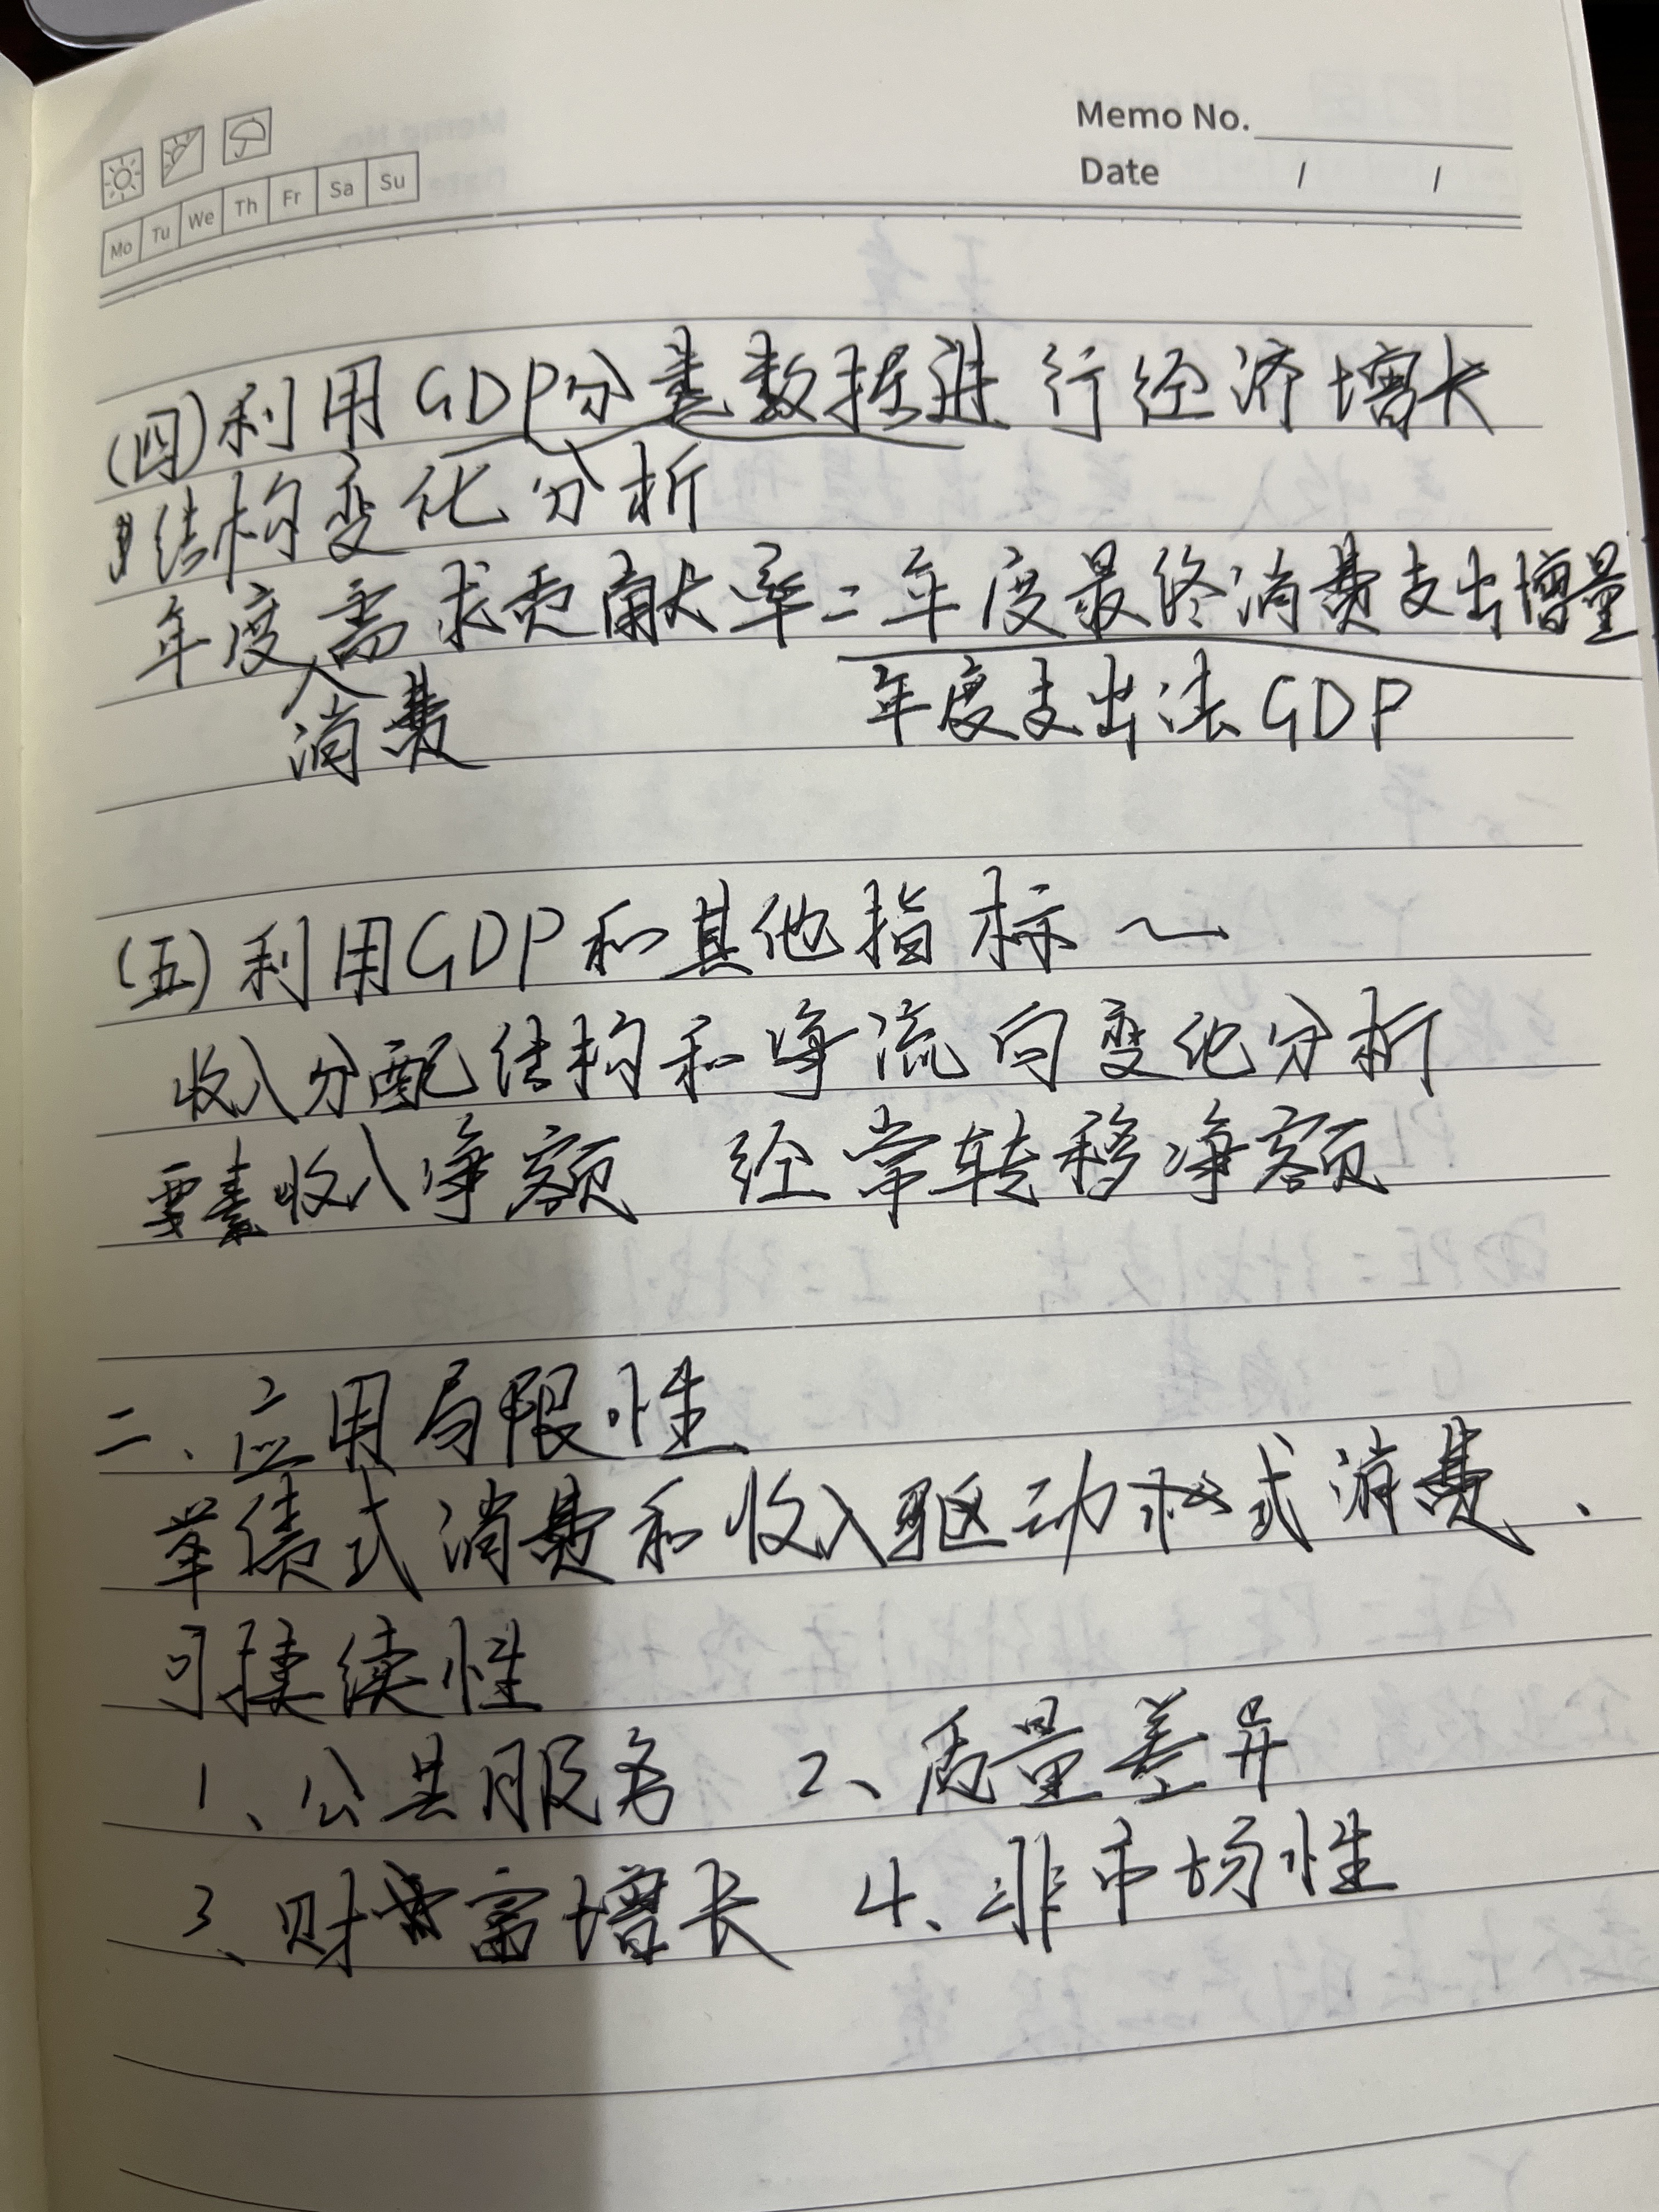 Memo No.
Date / /
Mo Tu We Th Fr Sa Su
(四)利用GDP分类数据进行经济增长
结构变化分析
年度消费需求贡献率=年度最终消费支出增量
年度支出法GDP
(五)利用GDP和其他指标~
收入分配结构和净流向变化分析
要素收入净额 经常转移净额
二、应用局限性
举债式消费和收入驱动式消费、
可持续性
1、公共服务 2、质量差异
3、财富增长 4、非市场性